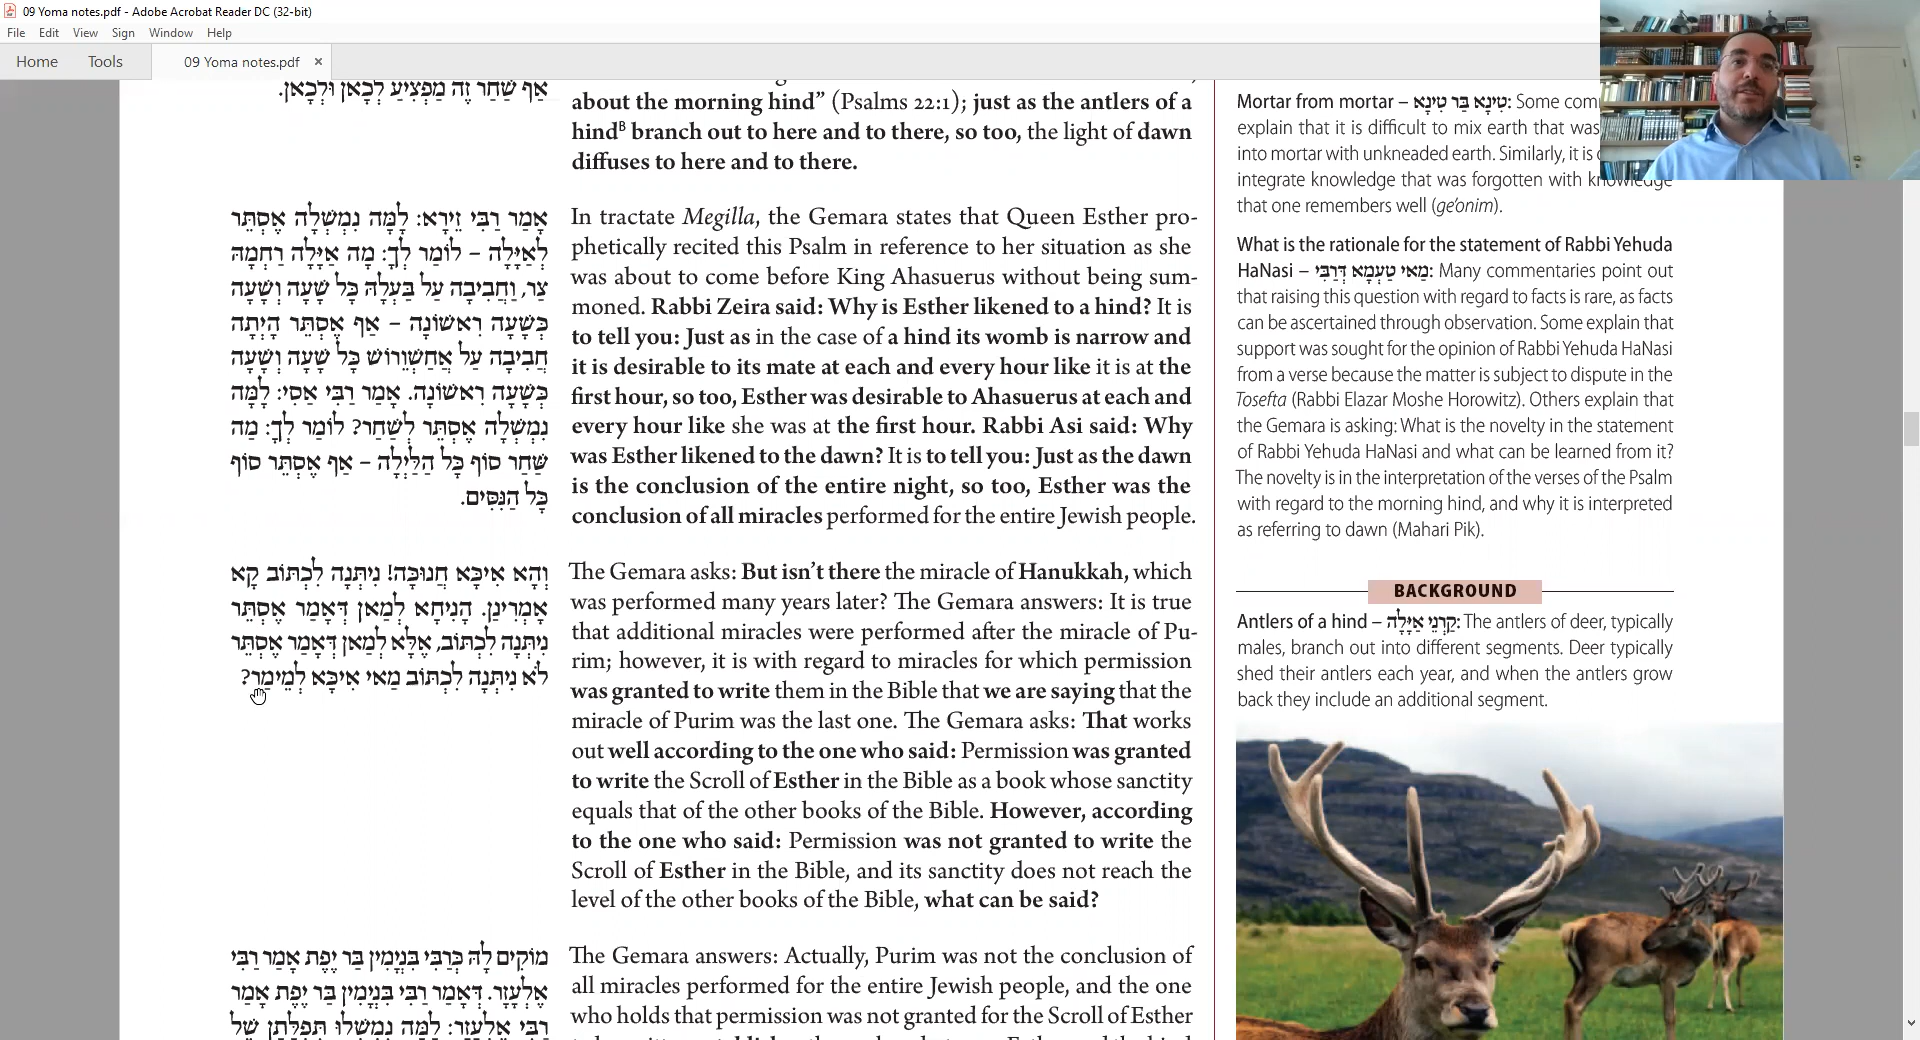 09 Yoma notes.pdf - Adobe Acrobat Reader DC (32-bit)
File Edit View Sign Window Help
Home Tools 09 Yoma notes.pdf ×
אַף שַׁחַר זֶה מַפְצִיעַ לְכָאן וּלְכָאן.
אָמַר רַבִּי זֵירָא: לָמָּה נִמְשְׁלָה אֶסְתֵּר
לְאַיָּלָה – לוֹמַר לְךָ: מָה אַיָּלָה רַחְמָהּ
צַר, וַחֲבִיבָה עַל בַּעְלָהּ כָּל שָׁעָה וְשָׁעָה
כְּשָׁעָה רִאשׁוֹנָה – אַף אֶסְתֵּר הָיְתָה
חֲבִיבָה עַל אֲחַשְׁוֵרוֹשׁ כָּל שָׁעָה וְשָׁעָה
כְּשָׁעָה רִאשׁוֹנָה. אָמַר רַבִּי אַסִי: לָמָּה
נִמְשְׁלָה אֶסְתֵּר לְשַׁחַר? לוֹמַר לְךָ: מַה
שַּׁחַר סוֹף כָּל הַלַּיְלָה – אַף אֶסְתֵּר סוֹף
כָּל הַנִּסִּים.
וְהָא אִיכָּא חֲנוּכָּה! נִיתְּנָה לִכְתּוֹב קָא
אָמְרִינַן. הָנִיחָא לְמַאן דְּאָמַר אֶסְתֵּר
נִיתְּנָה לִכְתּוֹב, אֶלָּא לְמַאן דְּאָמַר אֶסְתֵּר
לֹא נִיתְּנָה לִכְתּוֹב מַאי אִיכָּא לְמֵימַר?
מוֹקִים לָהּ כְּרַבִּי בִּנְיָמִין בַּר יֶפֶת אָמַר רַבִּי
אֶלְעָזָר. דְּאָמַר רַבִּי בִּנְיָמִין בַּר יֶפֶת אָמַר
רַבִּי אֶלְעָזָר: לָמָּה נִמְשְׁלוּ תְּפִלָּתָן שֶׁל
about the morning hind” (Psalms 22:1); just as the antlers of a
hindᴮ branch out to here and to there, so too, the light of dawn
diffuses to here and to there.
In tractate Megilla, the Gemara states that Queen Esther pro-
phetically recited this Psalm in reference to her situation as she
was about to come before King Ahasuerus without being sum-
moned. Rabbi Zeira said: Why is Esther likened to a hind? It is
to tell you: Just as in the case of a hind its womb is narrow and
it is desirable to its mate at each and every hour like it is at the
first hour, so too, Esther was desirable to Ahasuerus at each and
every hour like she was at the first hour. Rabbi Asi said: Why
was Esther likened to the dawn? It is to tell you: Just as the dawn
is the conclusion of the entire night, so too, Esther was the
conclusion of all miracles performed for the entire Jewish people.
The Gemara asks: But isn’t there the miracle of Hanukkah, which
was performed many years later? The Gemara answers: It is true
that additional miracles were performed after the miracle of Pu-
rim; however, it is with regard to miracles for which permission
was granted to write them in the Bible that we are saying that the
miracle of Purim was the last one. The Gemara asks: That works
out well according to the one who said: Permission was granted
to write the Scroll of Esther in the Bible as a book whose sanctity
equals that of the other books of the Bible. However, according
to the one who said: Permission was not granted to write the
Scroll of Esther in the Bible, and its sanctity does not reach the
level of the other books of the Bible, what can be said?
The Gemara answers: Actually, Purim was not the conclusion of
all miracles performed for the entire Jewish people, and the one
who holds that permission was not granted for the Scroll of Esther
Mortar from mortar – טִינָא בַּר טִינָא: Some
explain that it is difficult to mix earth that was
into mortar with unkneaded earth. Similarly, it is
integrate knowledge that was forgotten with knowledge
that one remembers well (ge’onim).
What is the rationale for the statement of Rabbi Yehuda
HaNasi – מַאי טַעְמָא דְּרַבִּי: Many commentaries point out
that raising this question with regard to facts is rare, as facts
can be ascertained through observation. Some explain that
support was sought for the opinion of Rabbi Yehuda HaNasi
from a verse because the matter is subject to dispute in the
Tosefta (Rabbi Elazar Moshe Horowitz). Others explain that
the Gemara is asking: What is the novelty in the statement
of Rabbi Yehuda HaNasi and what can be learned from it?
The novelty is in the interpretation of the verses of the Psalm
with regard to the morning hind, and why it is interpreted
as referring to dawn (Mahari Pik).
BACKGROUND
Antlers of a hind – קַרְנֵי אַיָּלָה: The antlers of deer, typically
males, branch out into different segments. Deer typically
shed their antlers each year, and when the antlers grow
back they include an additional segment.